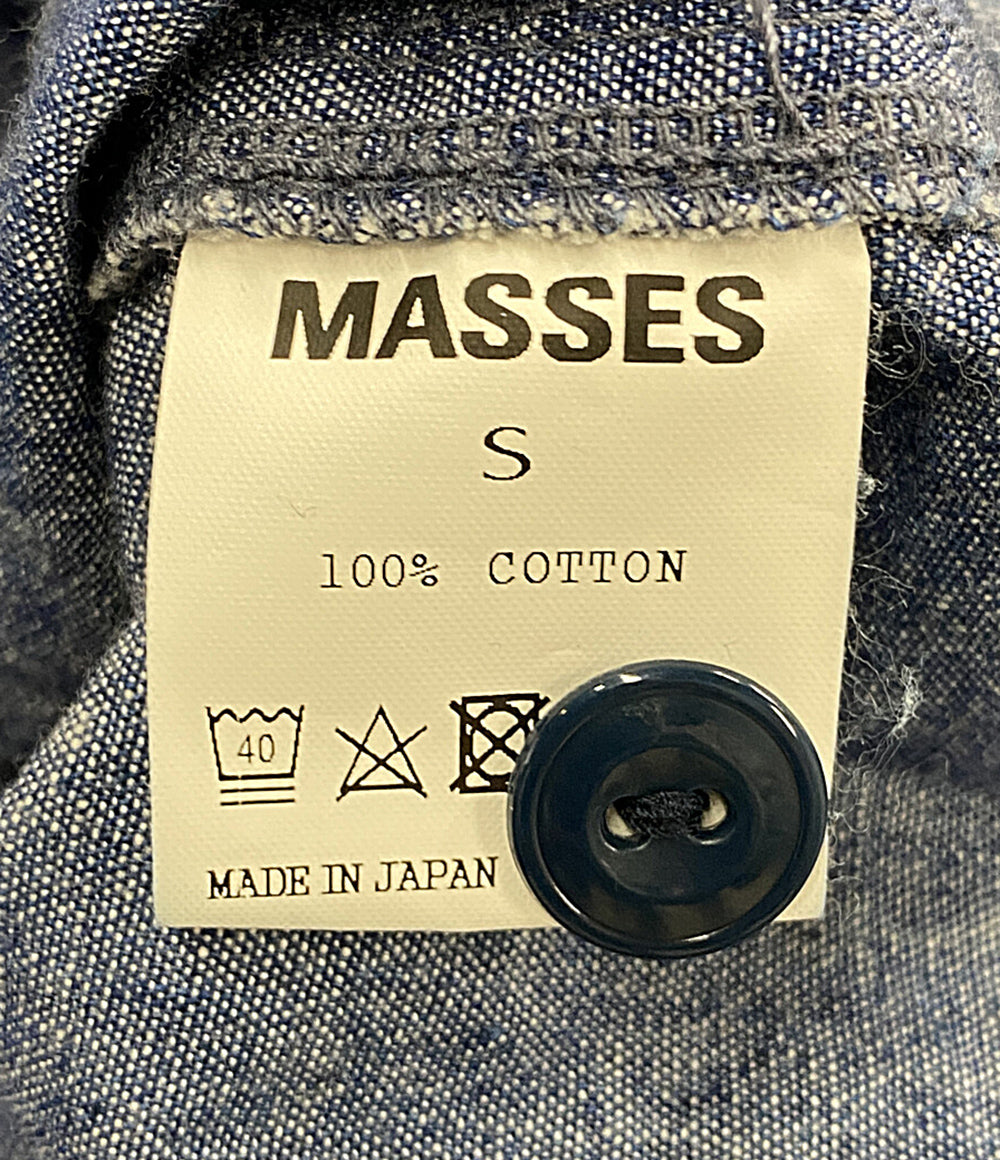 MASSES
S
100% COTTON
40
MADE IN JAPAN